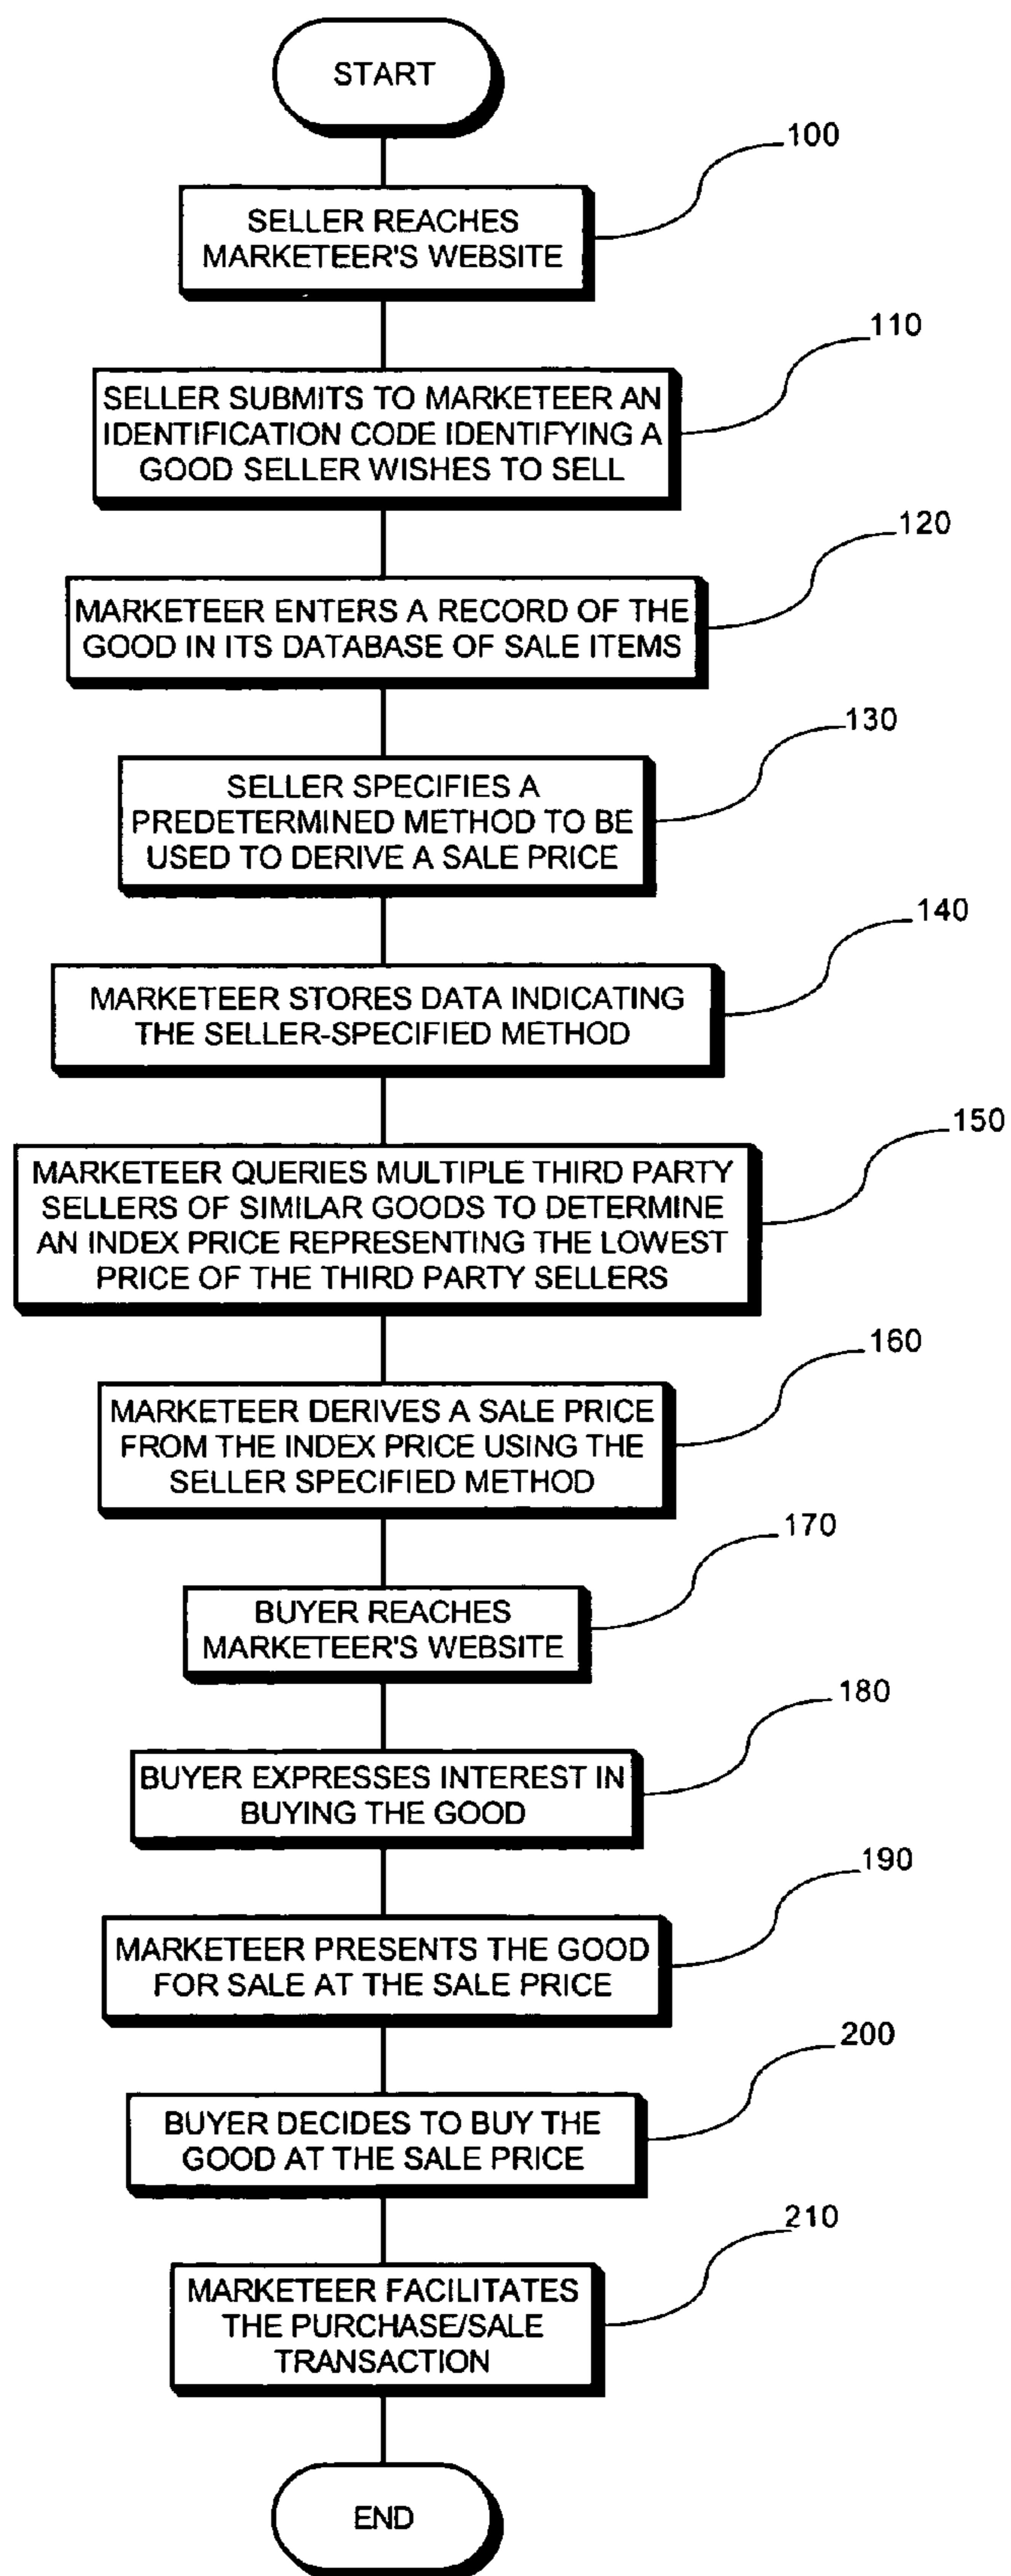 START
100
SELLER REACHES
MARKETEER'S WEBSITE
110
SELLER SUBMITS TO MARKETEER AN
IDENTIFICATION CODE IDENTIFYING A
GOOD SELLER WISHES TO SELL
120
MARKETEER ENTERS A RECORD OF THE
GOOD IN ITS DATABASE OF SALE ITEMS
130
SELLER SPECIFIES A
PREDETERMINED METHOD TO BE
USED TO DERIVE A SALE PRICE
140
MARKETEER STORES DATA INDICATING
THE SELLER-SPECIFIED METHOD
150
MARKETEER QUERIES MULTIPLE THIRD PARTY
SELLERS OF SIMILAR GOODS TO DETERMINE
AN INDEX PRICE REPRESENTING THE LOWEST
PRICE OF THE THIRD PARTY SELLERS
160
MARKETEER DERIVES A SALE PRICE
FROM THE INDEX PRICE USING THE
SELLER SPECIFIED METHOD
170
BUYER REACHES
MARKETEER'S WEBSITE
180
BUYER EXPRESSES INTEREST IN
BUYING THE GOOD
190
MARKETEER PRESENTS THE GOOD
FOR SALE AT THE SALE PRICE
200
BUYER DECIDES TO BUY THE
GOOD AT THE SALE PRICE
210
MARKETEER FACILITATES
THE PURCHASE/SALE
TRANSACTION
END